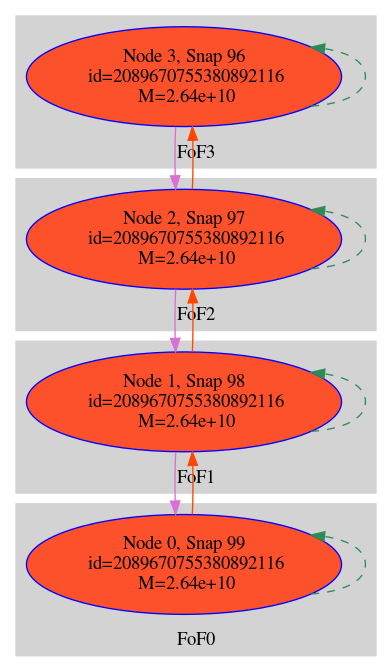 Node 3, Snap 96
id=2089670755380892116
M=2.64e+10
FoF3
Node 2, Snap 97
id=2089670755380892116
M=2.64e+10
FoF2
Node 1, Snap 98
id=2089670755380892116
M=2.64e+10
FoF1
Node 0, Snap 99
id=2089670755380892116
M=2.64e+10
FoF0